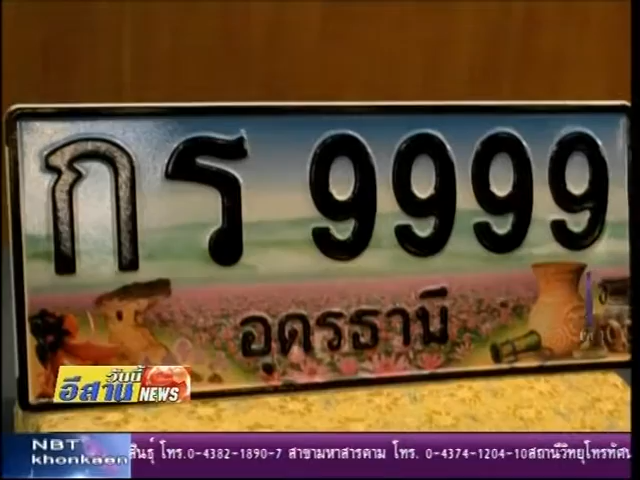 กร 9999
อุดรธานี
วันนี้
อีสาน NEWS
NBT khonkaen
สินธุ์ โทร.0-4382-1890-7 สาขามหาสารคาม โทร. 0-4374-1204-10สถานีวิทยุโทรทัศน